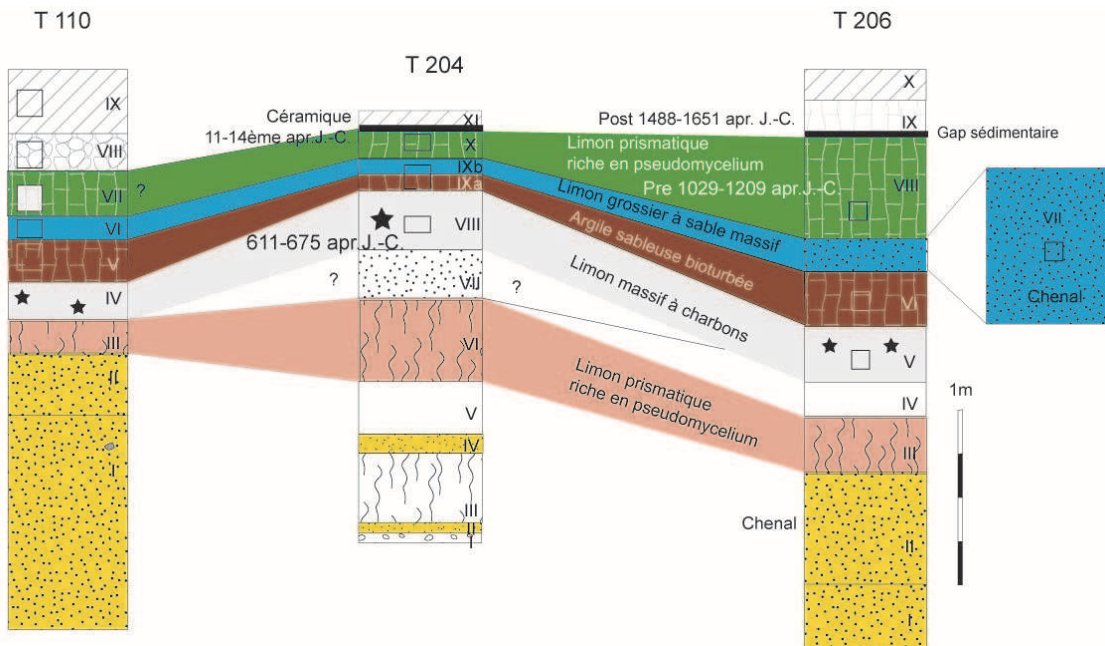 T 110
IX
VIII
VII
?
VI
V
IV
III
II
I
T 204
Céramique
11-14ème apr.J.-C.
XI
X
IXb
IXa
VIII
611-675 apr.J.-C.
?
VII
?
VI
V
IV
III
II
I
Post 1488-1651 apr. J.-C.
Limon prismatique
riche en pseudomycelium
Pre 1029-1209 apr.J.-C.
Limon grossier à sable massif
Argile sableuse bioturbée
Limon massif à charbons
Limon prismatique
riche en pseudomycelium
Chenal
T 206
X
IX
Gap sédimentaire
VIII
VI
V
IV
III
II
I
VII
Chenal
1m